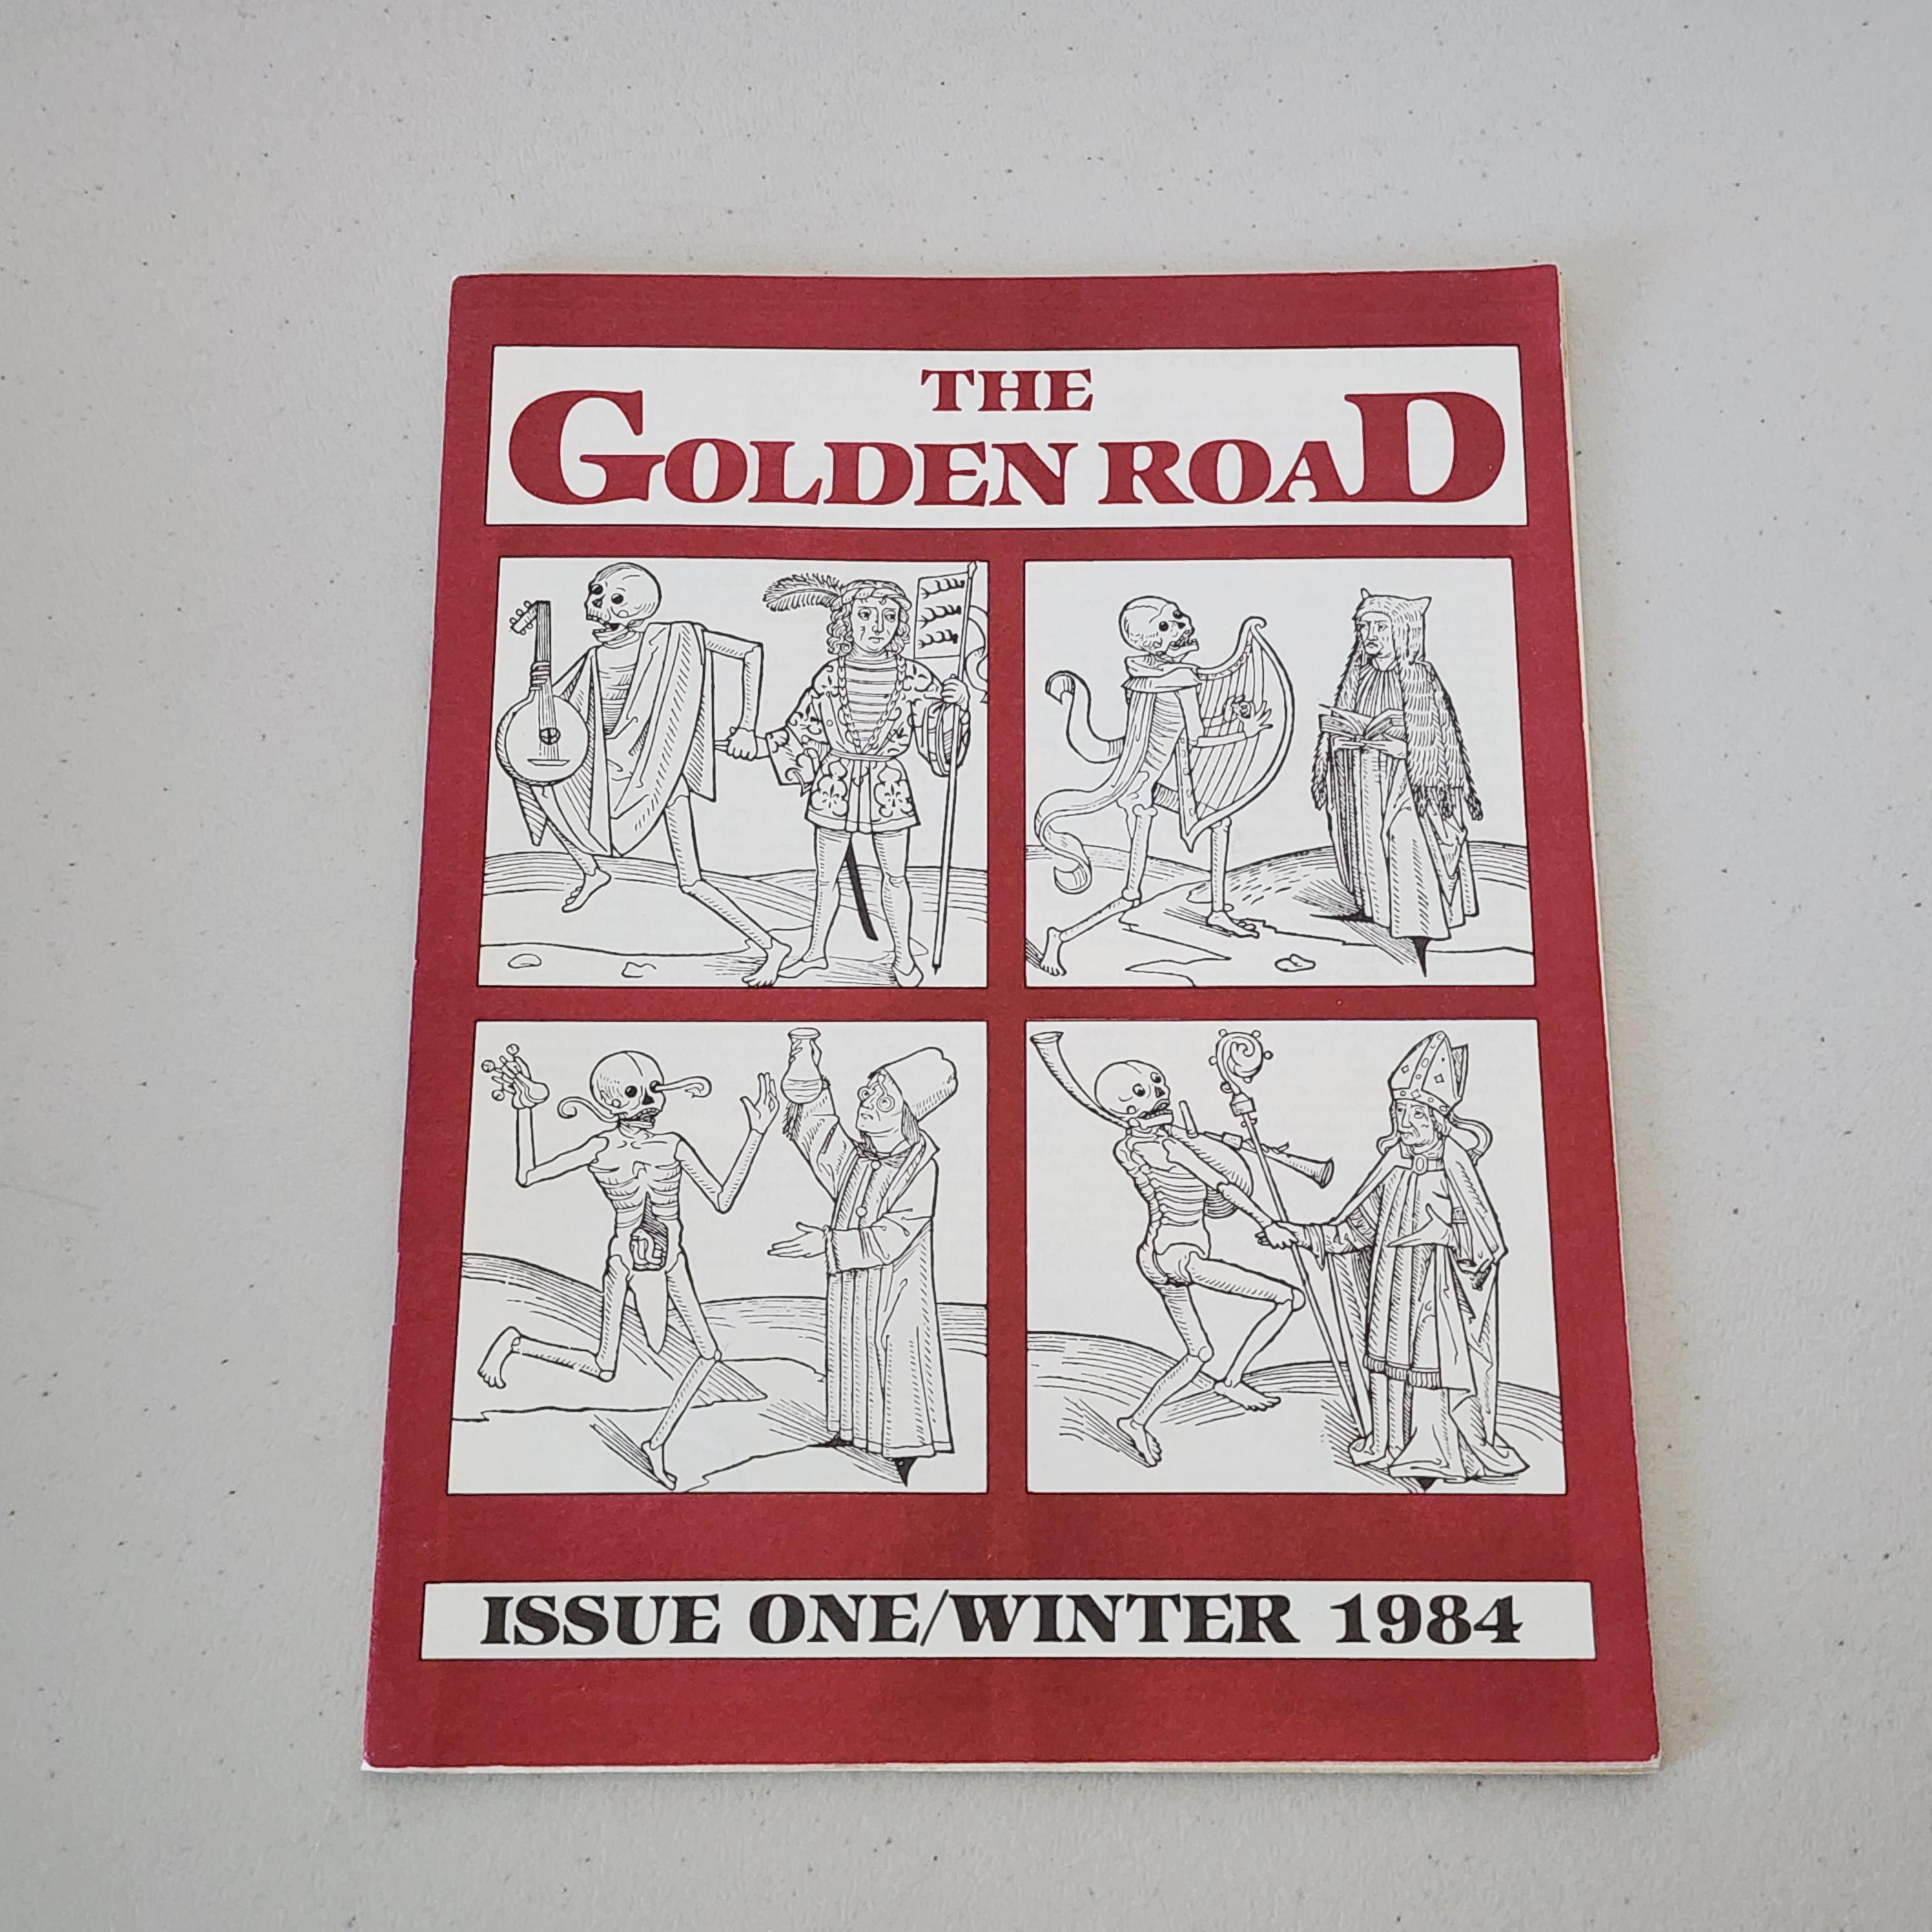 THE
GOLDEN ROAD
ISSUE ONE/WINTER 1984